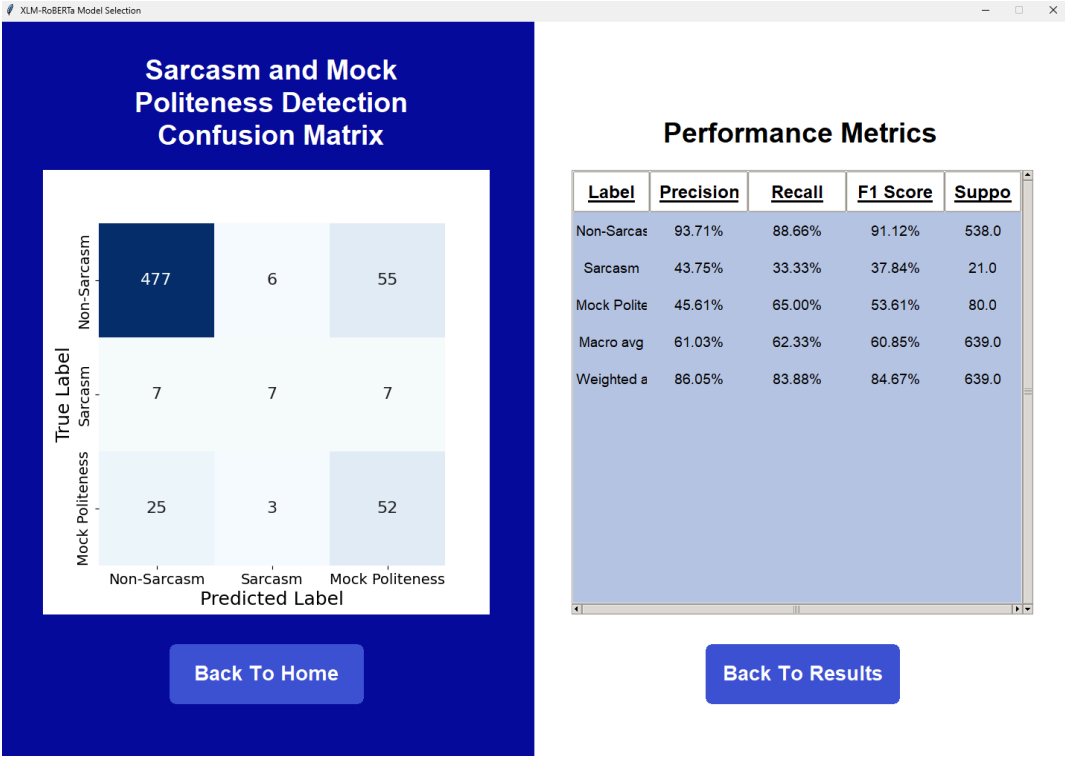 XLM-RoBERTa Model Selection
Sarcasm and Mock
Politeness Detection
Confusion Matrix
True Label
Non-Sarcasm
477 6 55
Sarcasm
7 7 7
Mock Politeness
25 3 52
Non-Sarcasm Sarcasm Mock Politeness
Predicted Label
Back To Home
Performance Metrics
Label Precision Recall F1 Score Suppo
Non-Sarcas 93.71% 88.66% 91.12% 538.0
Sarcasm 43.75% 33.33% 37.84% 21.0
Mock Polite 45.61% 65.00% 53.61% 80.0
Macro avg 61.03% 62.33% 60.85% 639.0
Weighted a 86.05% 83.88% 84.67% 639.0
Back To Results